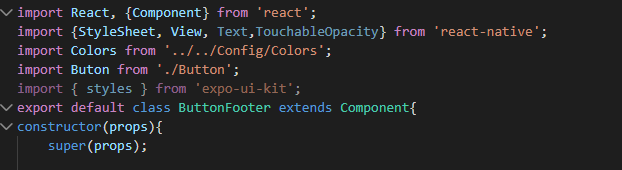 import React, {Component} from 'react';
import {StyleSheet, View, Text,TouchableOpacity} from 'react-native';
import Colors from '../../Config/Colors';
import Buton from './Button';
import { styles } from 'expo-ui-kit';
export default class ButtonFooter extends Component{
constructor(props){
super(props);